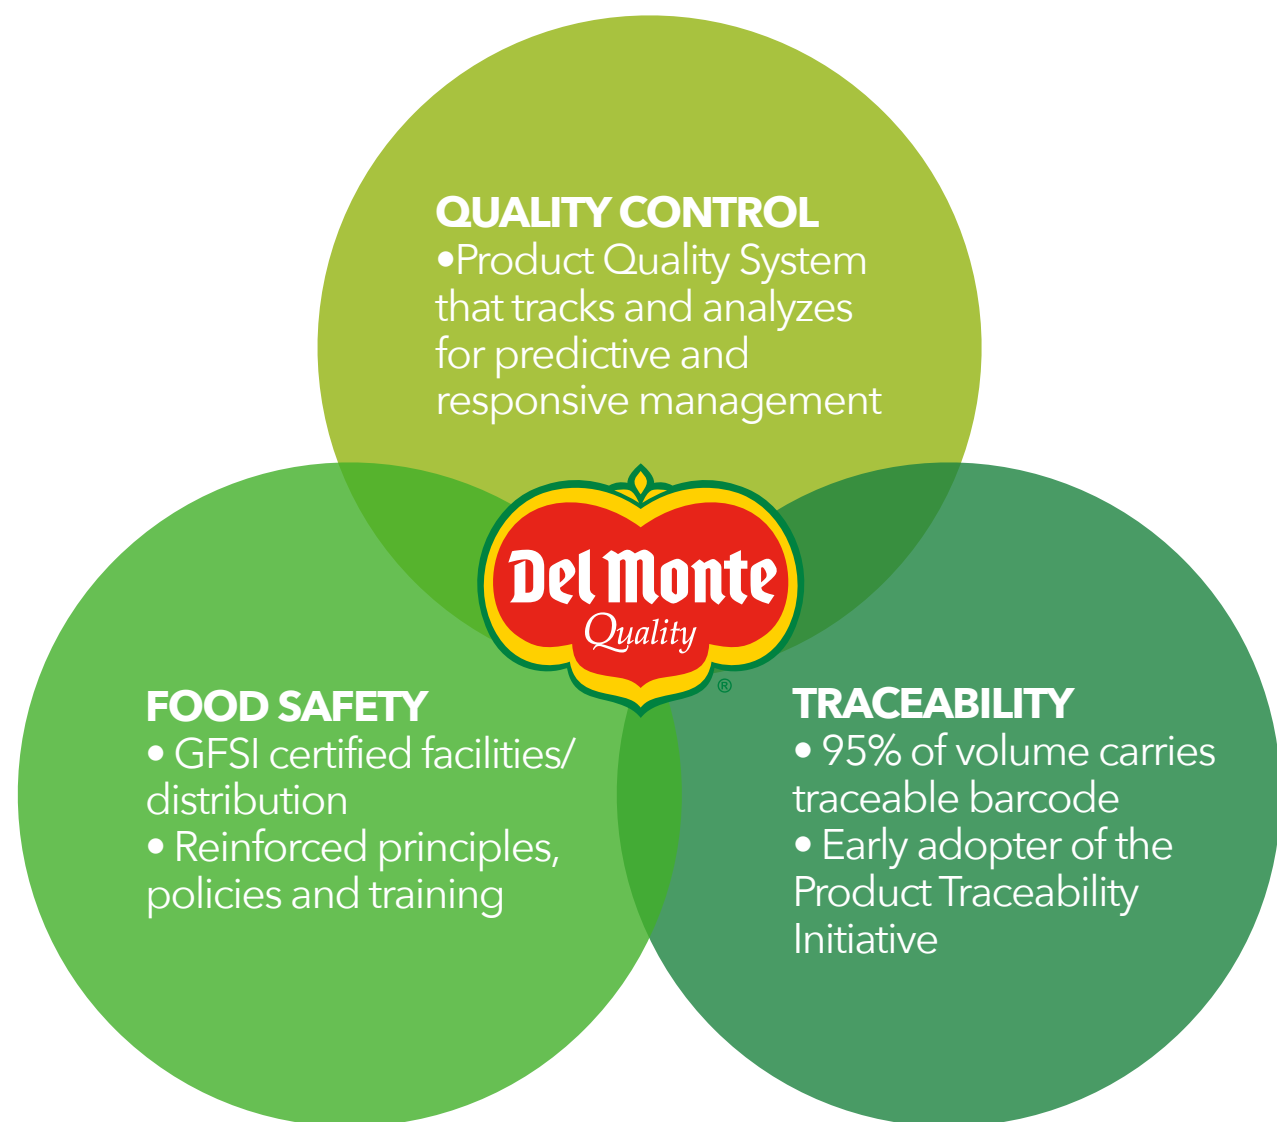 QUALITY CONTROL
•Product Quality System
that tracks and analyzes
for predictive and
responsive management
Del Monte
Quality
®
FOOD SAFETY
• GFSI certified facilities/
distribution
• Reinforced principles,
policies and training
TRACEABILITY
• 95% of volume carries
traceable barcode
• Early adopter of the
Product Traceability
Initiative